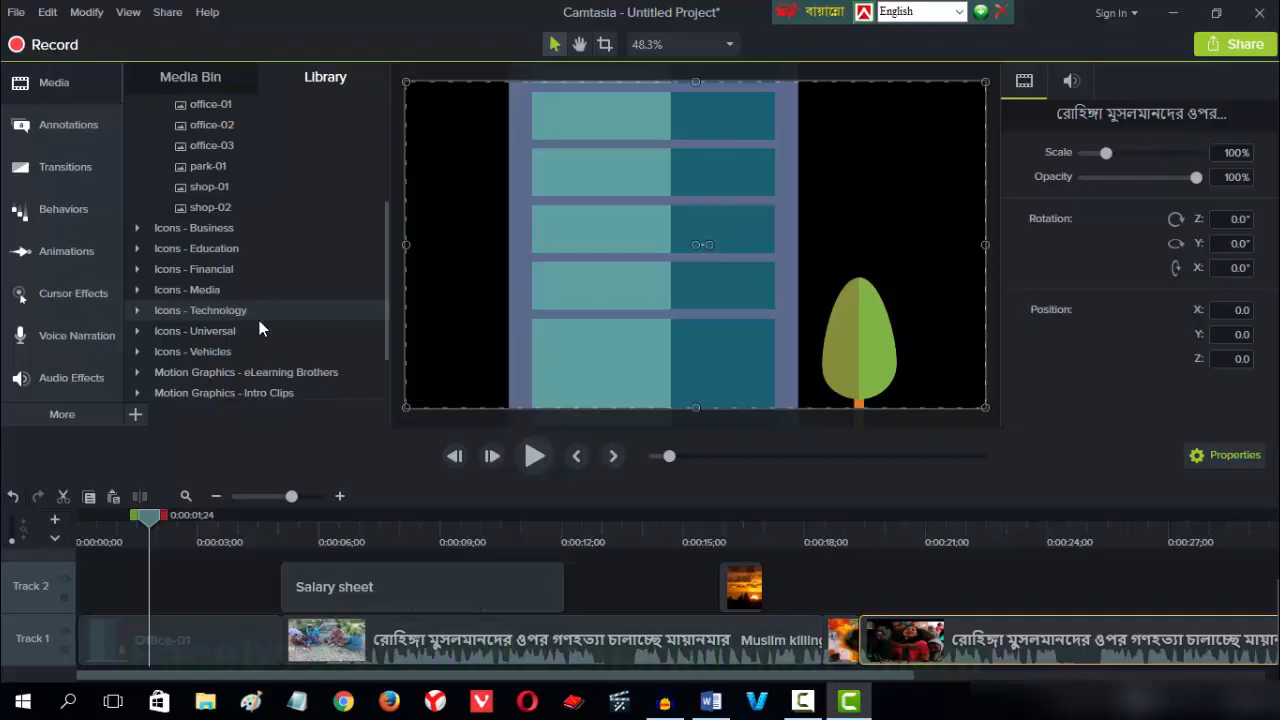 File Edit Modify View Share Help
Camtasia - Untitled Project*
বায়ান্নো
English
Sign In
Record
48.3%
Share
Media
Annotations
Transitions
Behaviors
Animations
Cursor Effects
Voice Narration
Audio Effects
More
Media Bin
Library
office-01
office-02
office-03
park-01
shop-01
shop-02
Icons - Business
Icons - Education
Icons - Financial
Icons - Media
Icons - Technology
Icons - Universal
Icons - Vehicles
Motion Graphics - eLearning Brothers
Motion Graphics - Intro Clips
রোহিঙ্গা মুসলমানদের ওপর...
Scale 100%
Opacity 100%
Rotation: Z: 0.0°
Y: 0.0°
X: 0.0°
Position: X: 0.0
Y: 0.0
Z: 0.0
Properties
0:00:01;24
0:00:00;00 0:00:03;00 0:00:06;00 0:00:09;00 0:00:12;00 0:00:15;00 0:00:18;00 0:00:21;00 0:00:24;00 0:00:27;00
Track 2
Salary sheet
Track 1
Office-01
রোহিঙ্গা মুসলমানদের ওপর গণহত্যা চালাচ্ছে মায়ানমার Muslim killing
রোহিঙ্গা মুসলমানদের ওপর গণহত্যা চালাচ্ছে মায়ান